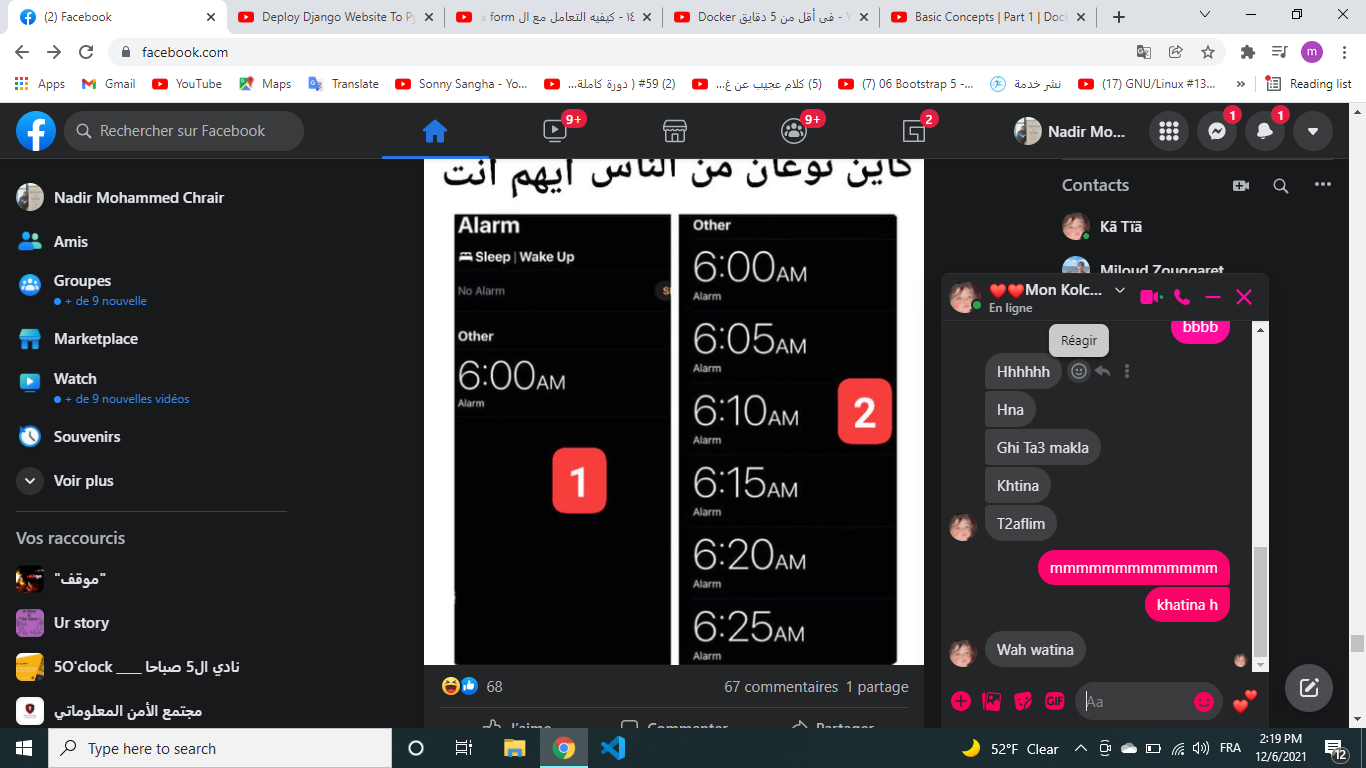 (2) Facebook
Deploy Django Website To Py
١٤ - كيفيه التعامل مع ال form
Docker فى أقل من 5 دقايق - Y
Basic Concepts | Part 1 | Doc
facebook.com
m
Apps
Gmail
YouTube
Maps
Translate
Sonny Sangha - Yo...
(2) #59 ( دورة كاملة...
(5) كلام عجيب عن غ...
(7) 06 Bootstrap 5 -...
نشر خدمة
(17) GNU/Linux #13...
»
Reading list
Rechercher sur Facebook
9+
9+
2
Nadir Mo...
1
1
Nadir Mohammed Chrair
Amis
Groupes
+ de 9 nouvelle
Marketplace
Watch
+ de 9 nouvelles vidéos
Souvenirs
Voir plus
Vos raccourcis
"موقف"
Ur story
5O'clock ____ نادي ال5 صباحا
مجتمع الأمن المعلوماتي
كاين نوعان من الناس أيهم أنت
Alarm
Sleep | Wake Up
No Alarm
Other
6:00AM
Alarm
1
Other
6:00AM
Alarm
6:05AM
Alarm
6:10AM
Alarm
2
6:15AM
Alarm
6:20AM
Alarm
6:25AM
Alarm
68
67 commentaires 1 partage
J'aime
Commenter
Partager
Contacts
Kã Tïã
Miloud Zouggaret
Mon Kolc...
En ligne
bbbb
Réagir
Hhhhhh
Hna
Ghi Ta3 makla
Khtina
T2aflim
mmmmmmmmmmmmm
khatina h
Wah watina
GIF
Aa
Type here to search
52°F Clear
FRA
2:19 PM
12/6/2021
12